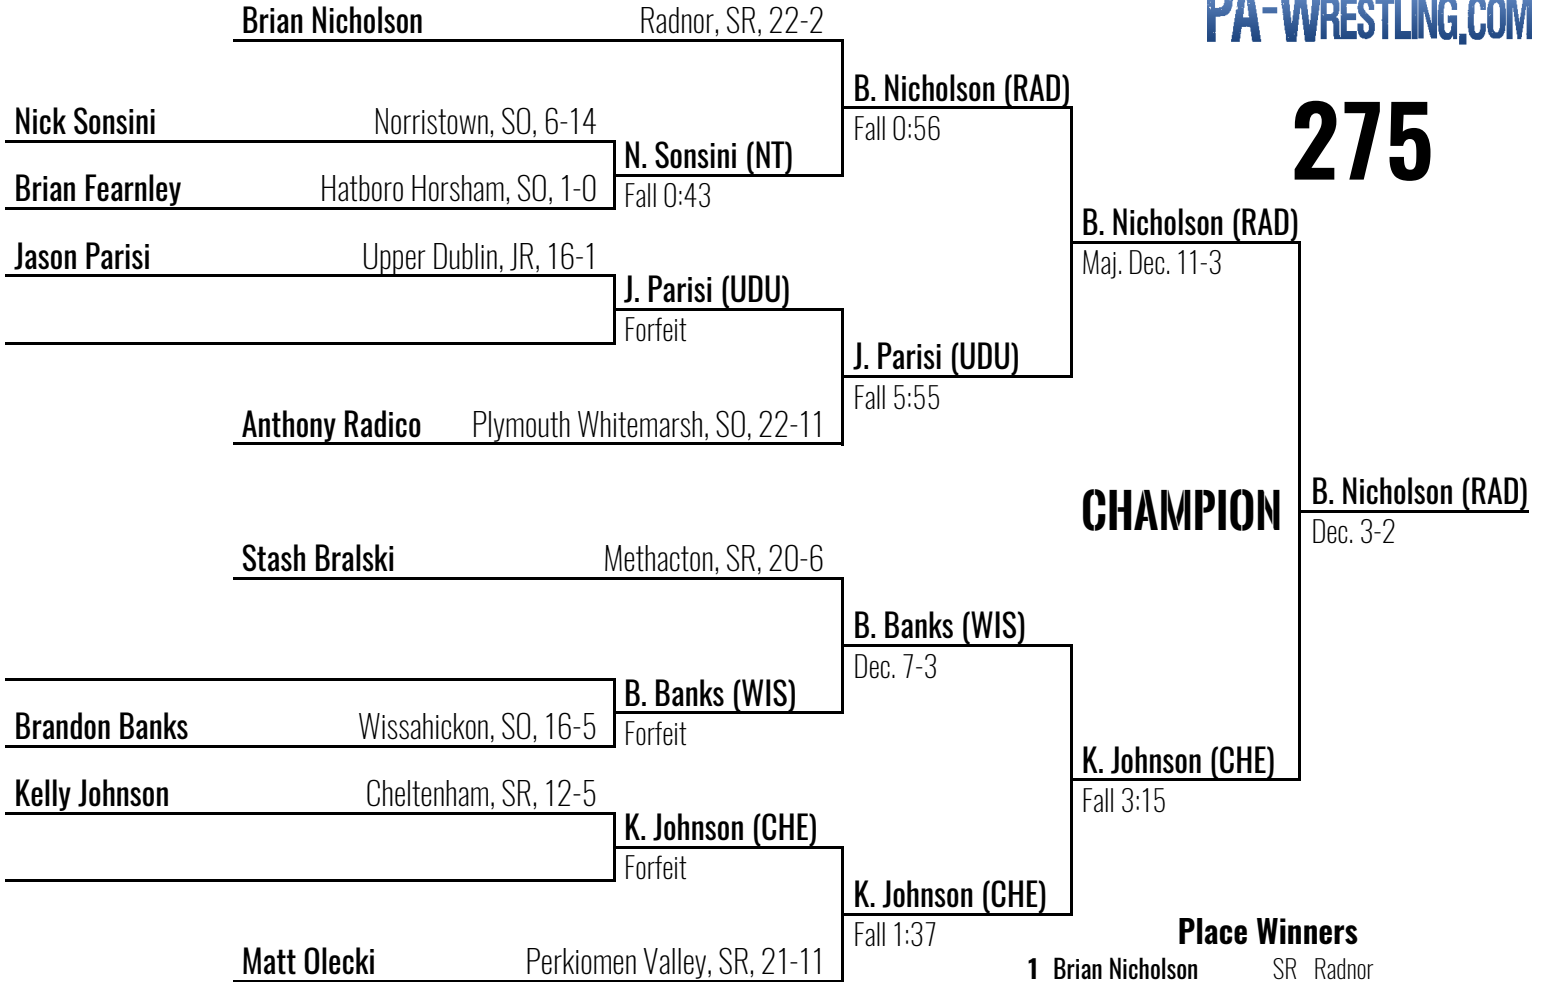 PA-WRESTLING.COM
275
Brian Nicholson Radnor, SR, 22-2
B. Nicholson (RAD)
Fall 0:56
Nick Sonsini Norristown, SO, 6-14
N. Sonsini (NT)
Fall 0:43
Brian Fearnley Hatboro Horsham, SO, 1-0
B. Nicholson (RAD)
Maj. Dec. 11-3
Jason Parisi Upper Dublin, JR, 16-1
J. Parisi (UDU)
Forfeit
J. Parisi (UDU)
Fall 5:55
Anthony Radico Plymouth Whitemarsh, SO, 22-11
CHAMPION
B. Nicholson (RAD)
Dec. 3-2
Stash Bralski Methacton, SR, 20-6
B. Banks (WIS)
Dec. 7-3
B. Banks (WIS)
Forfeit
Brandon Banks Wissahickon, SO, 16-5
K. Johnson (CHE)
Fall 3:15
Kelly Johnson Cheltenham, SR, 12-5
K. Johnson (CHE)
Forfeit
K. Johnson (CHE)
Fall 1:37
Matt Olecki Perkiomen Valley, SR, 21-11
Place Winners
1 Brian Nicholson SR Radnor